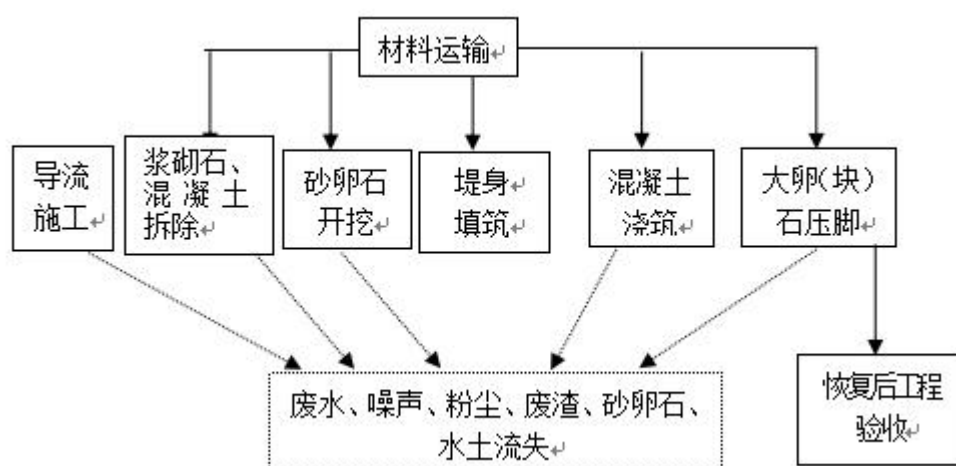 材料运输
导流
施工
浆砌石、
混凝土
拆除
砂卵石
开挖
堤身
填筑
混凝土
浇筑
大卵(块)
石压脚
废水、噪声、粉尘、废渣、砂卵石、
水土流失
恢复后工程
验收